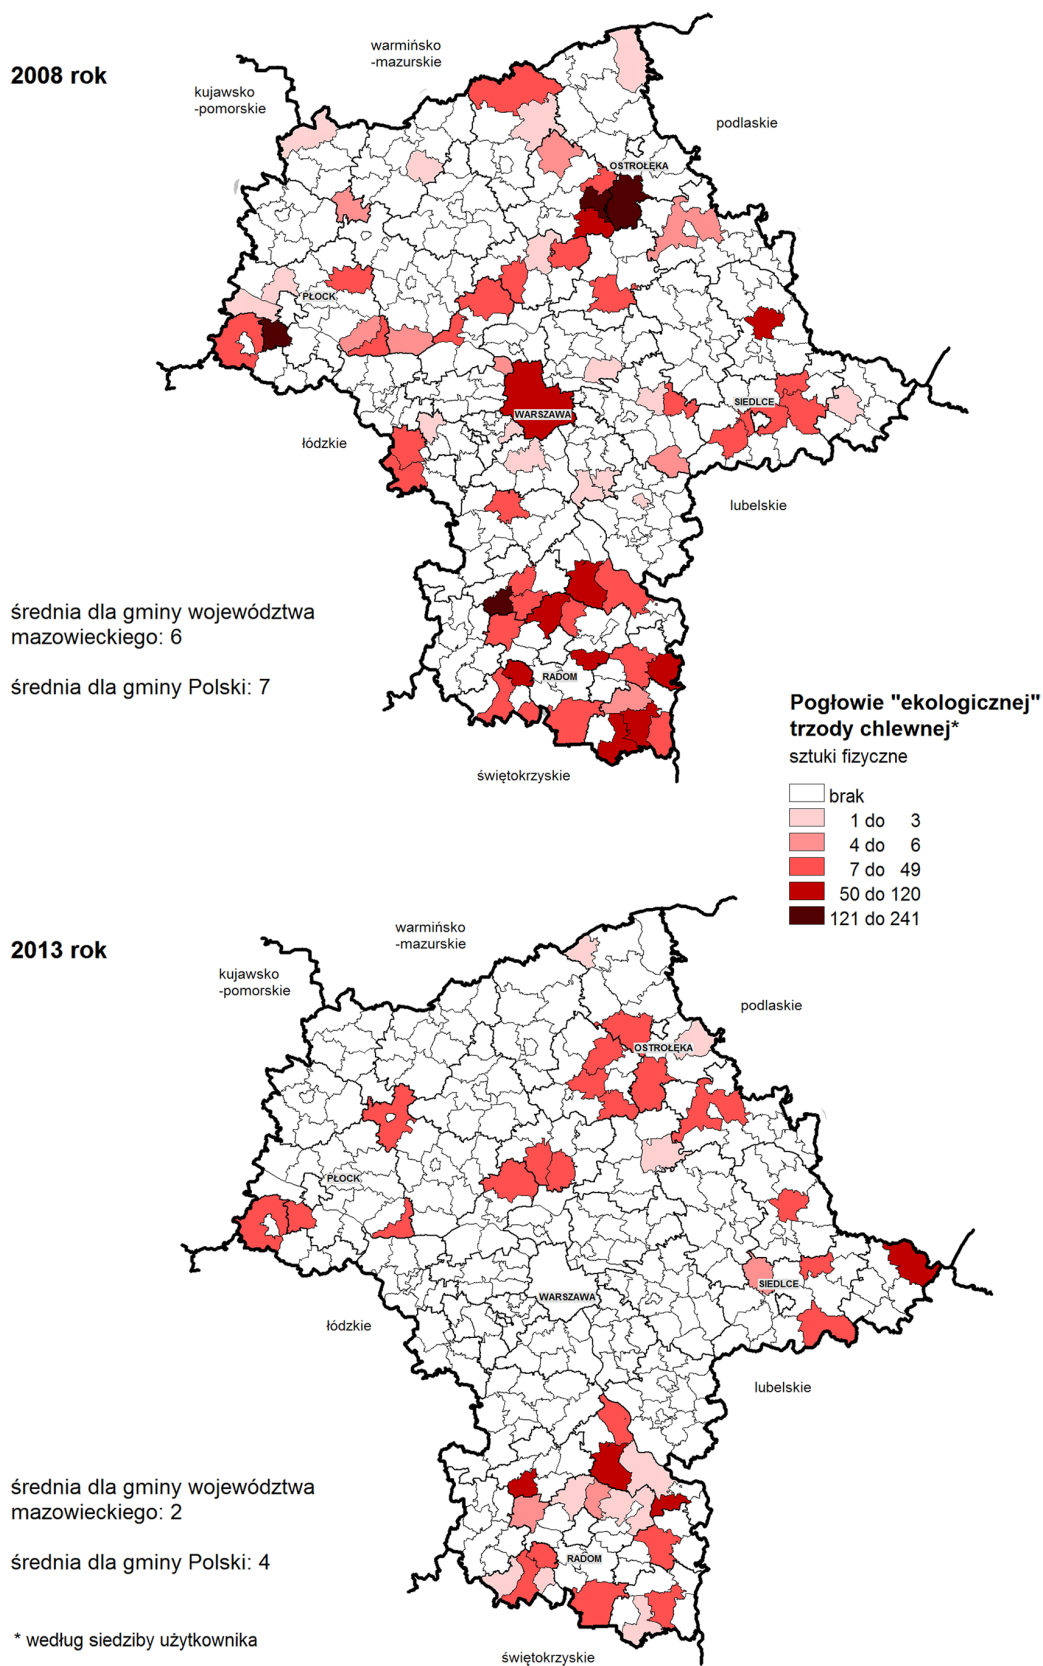 2008 rok
warmińsko
-mazurskie
kujawsko
-pomorskie
podlaskie
OSTROŁĘKA
PŁOCK
WARSZAWA
SIEDLCE
łódzkie
lubelskie
średnia dla gminy województwa
mazowieckiego: 6
średnia dla gminy Polski: 7
RADOM
świętokrzyskie
Pogłowie "ekologicznej"
trzody chlewnej*
sztuki fizyczne
brak
1 do 3
4 do 6
7 do 49
50 do 120
121 do 241
2013 rok
warmińsko
-mazurskie
kujawsko
-pomorskie
podlaskie
OSTROŁĘKA
PŁOCK
SIEDLCE
WARSZAWA
łódzkie
lubelskie
średnia dla gminy województwa
mazowieckiego: 2
średnia dla gminy Polski: 4
RADOM
* według siedziby użytkownika
świętokrzyskie